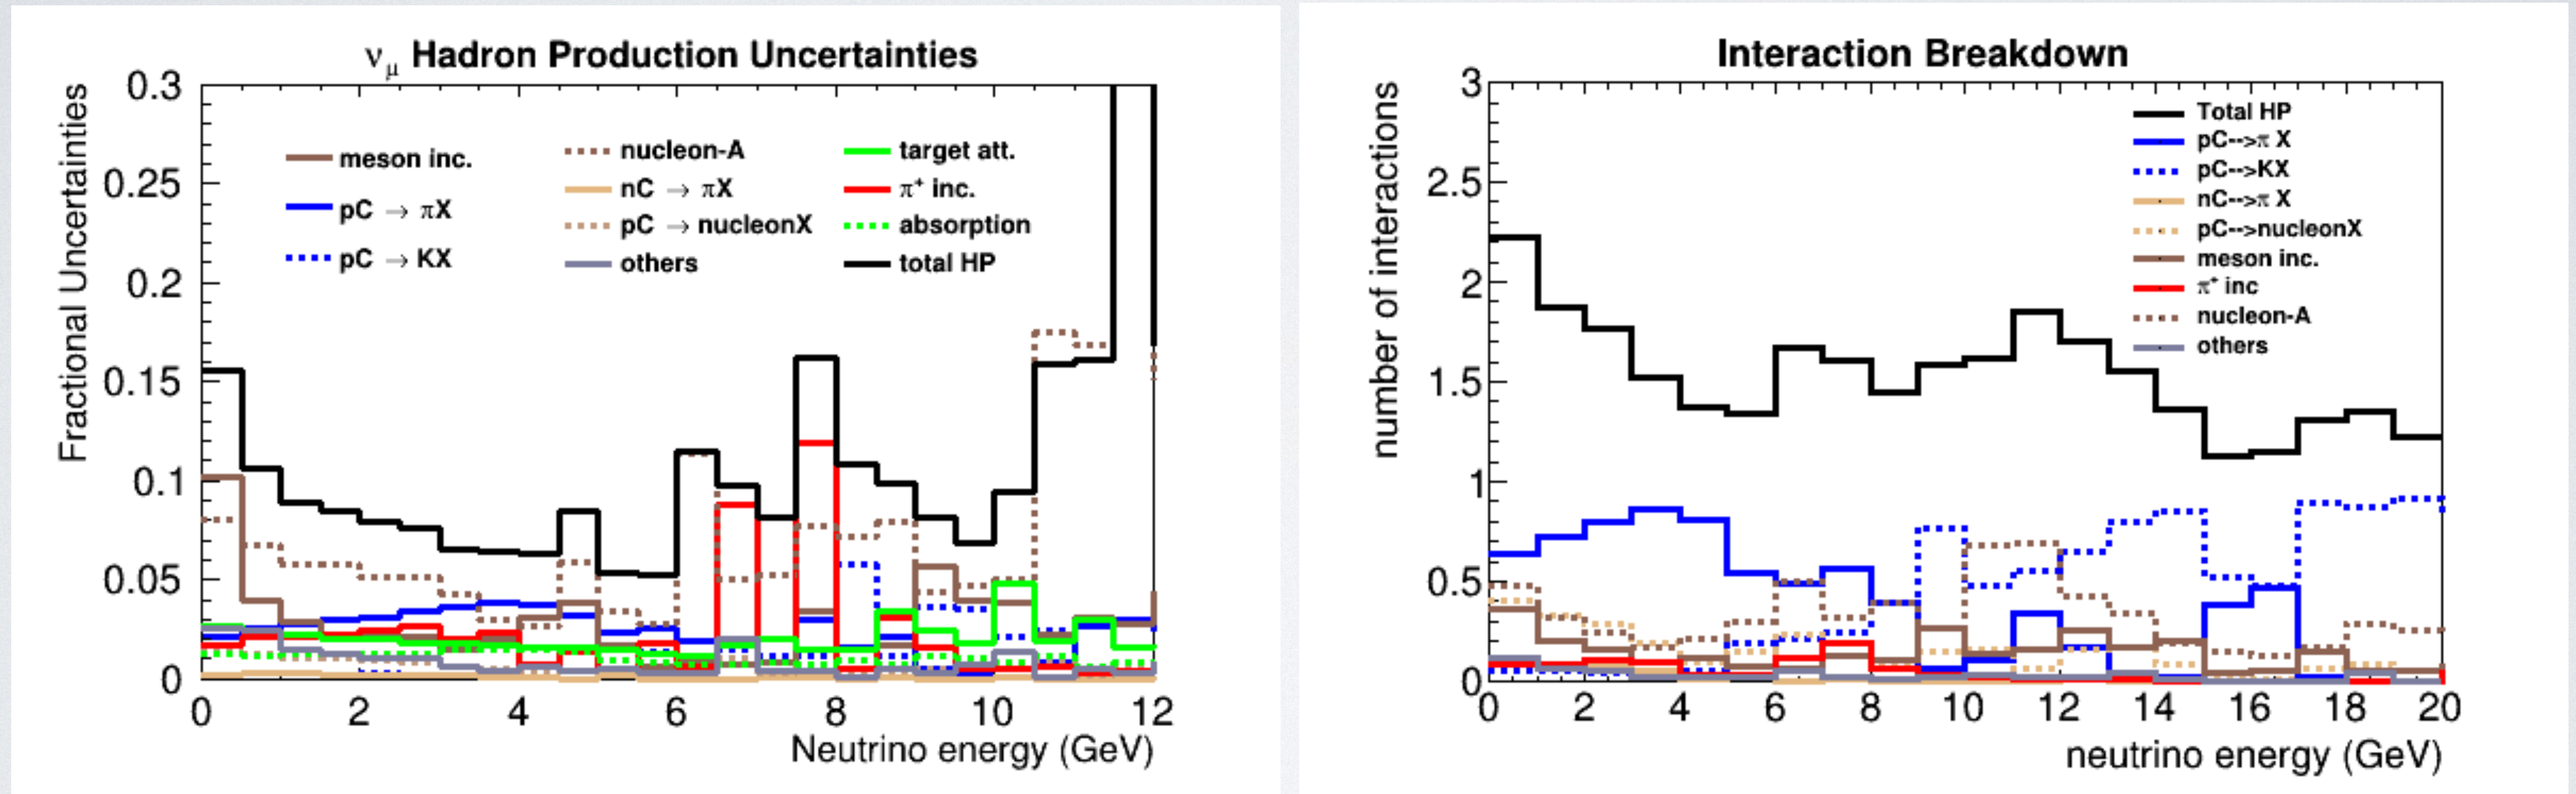 ν_μ Hadron Production Uncertainties
Fractional Uncertainties
0.3
0.25
0.2
0.15
0.1
0.05
0
meson inc.
pC → πX
pC → KX
nucleon-A
nC → πX
pC → nucleonX
others
target att.
π⁺ inc.
absorption
total HP
0 2 4 6 8 10 12
Neutrino energy (GeV)
Interaction Breakdown
number of interactions
3
2.5
2
1.5
1
0.5
0
Total HP
pC-->π X
pC-->KX
nC-->π X
pC-->nucleonX
meson inc.
π⁺ inc
nucleon-A
others
0 2 4 6 8 10 12 14 16 18 20
neutrino energy (GeV)